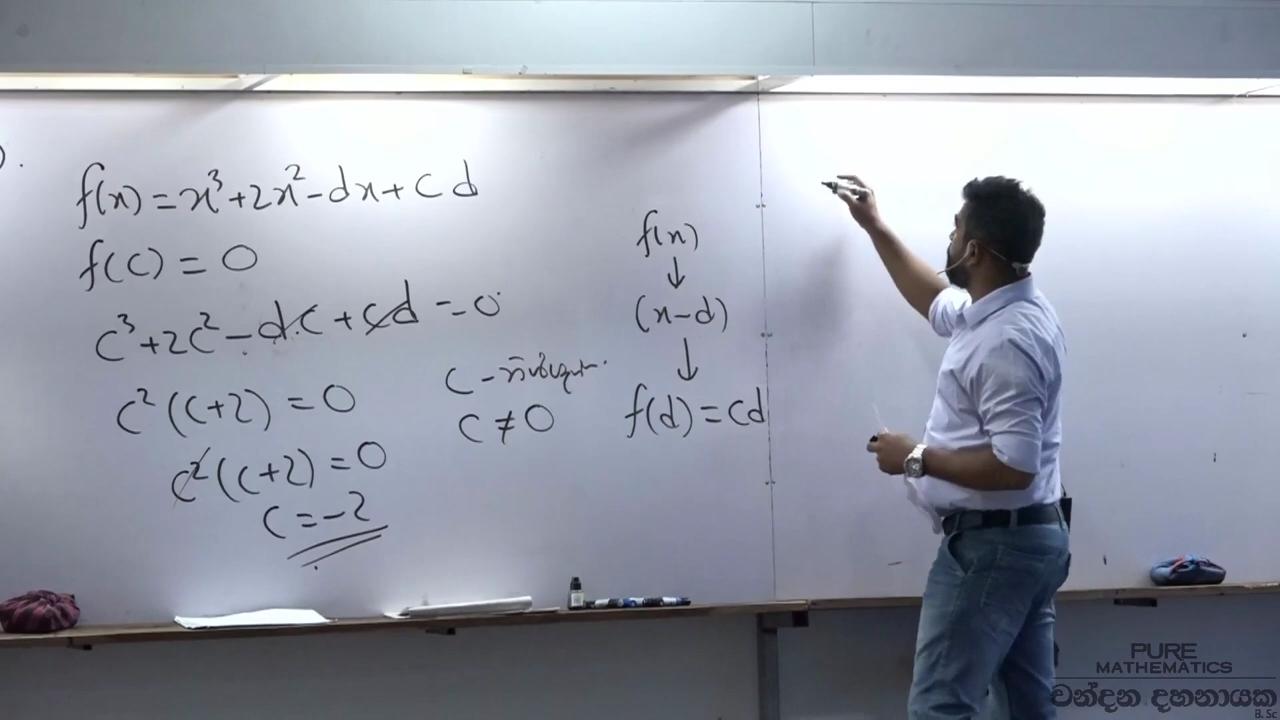 ).
f(x) = x³ + 2x² - dx + cd
f(c) = 0
c³ + 2c² - d.c + cd = 0
c² (c+2) = 0
c² (c+2) = 0
c = -2
c -
c ≠ 0
f(x)
↓
(x-d)
↓
f(d) = cd
PURE
MATHEMATICS
චන්දන දහනායක
B. Sc